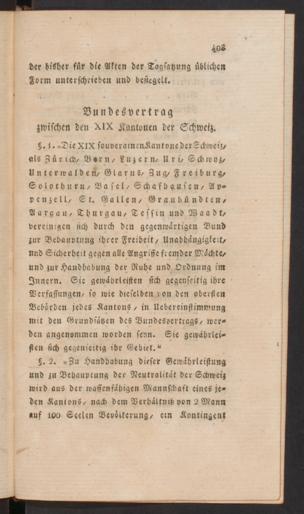 408
der bisher für die Akten der Tagsatzung üblichen
Form unterschrieben und besiegelt.
Bundesvertrag
zwischen den XIX Kantonen der Schweiz.
§. 1. „Die XIX souverainen Kantone der Schweiz,
als Zürich, Bern, Luzern, Uri, Schwyz,
Unterwalden, Glarus, Zug, Freiburg,
Solothurn, Basel, Schafhausen, Ap-
penzell, St. Gallen, Graubündten,
Aargau, Thurgau, Tessin und Waadt,
vereinigen sich durch den gegenwärtigen Bund
zur Behauptung ihrer Freiheit, Unabhängigkeit,
und Sicherheit gegen alle Angriffe fremder Mächte,
und zur Handhabung der Ruhe und Ordnung im
Innern. Sie gewährleisten sich gegenseitig ihre
Verfassungen, so wie dieselben von den obersten
Behörden jedes Kantons, in Uebereinstimmung
mit den Grundsätzen des Bundesvertrags, wer-
den angenommen worden seyn. Sie gewährlei-
sten sich gegenseitig ihr Gebiet.“
§. 2. „Zu Handhabung dieser Gewährleistung
und zu Behauptung der Neutralität der Schweiz
wird aus der waffenfähigen Mannschaft eines je-
den Kantons, nach dem Verhältniß von 2 Mann
auf 100 Seelen Bevölkerung, ein Kontingent